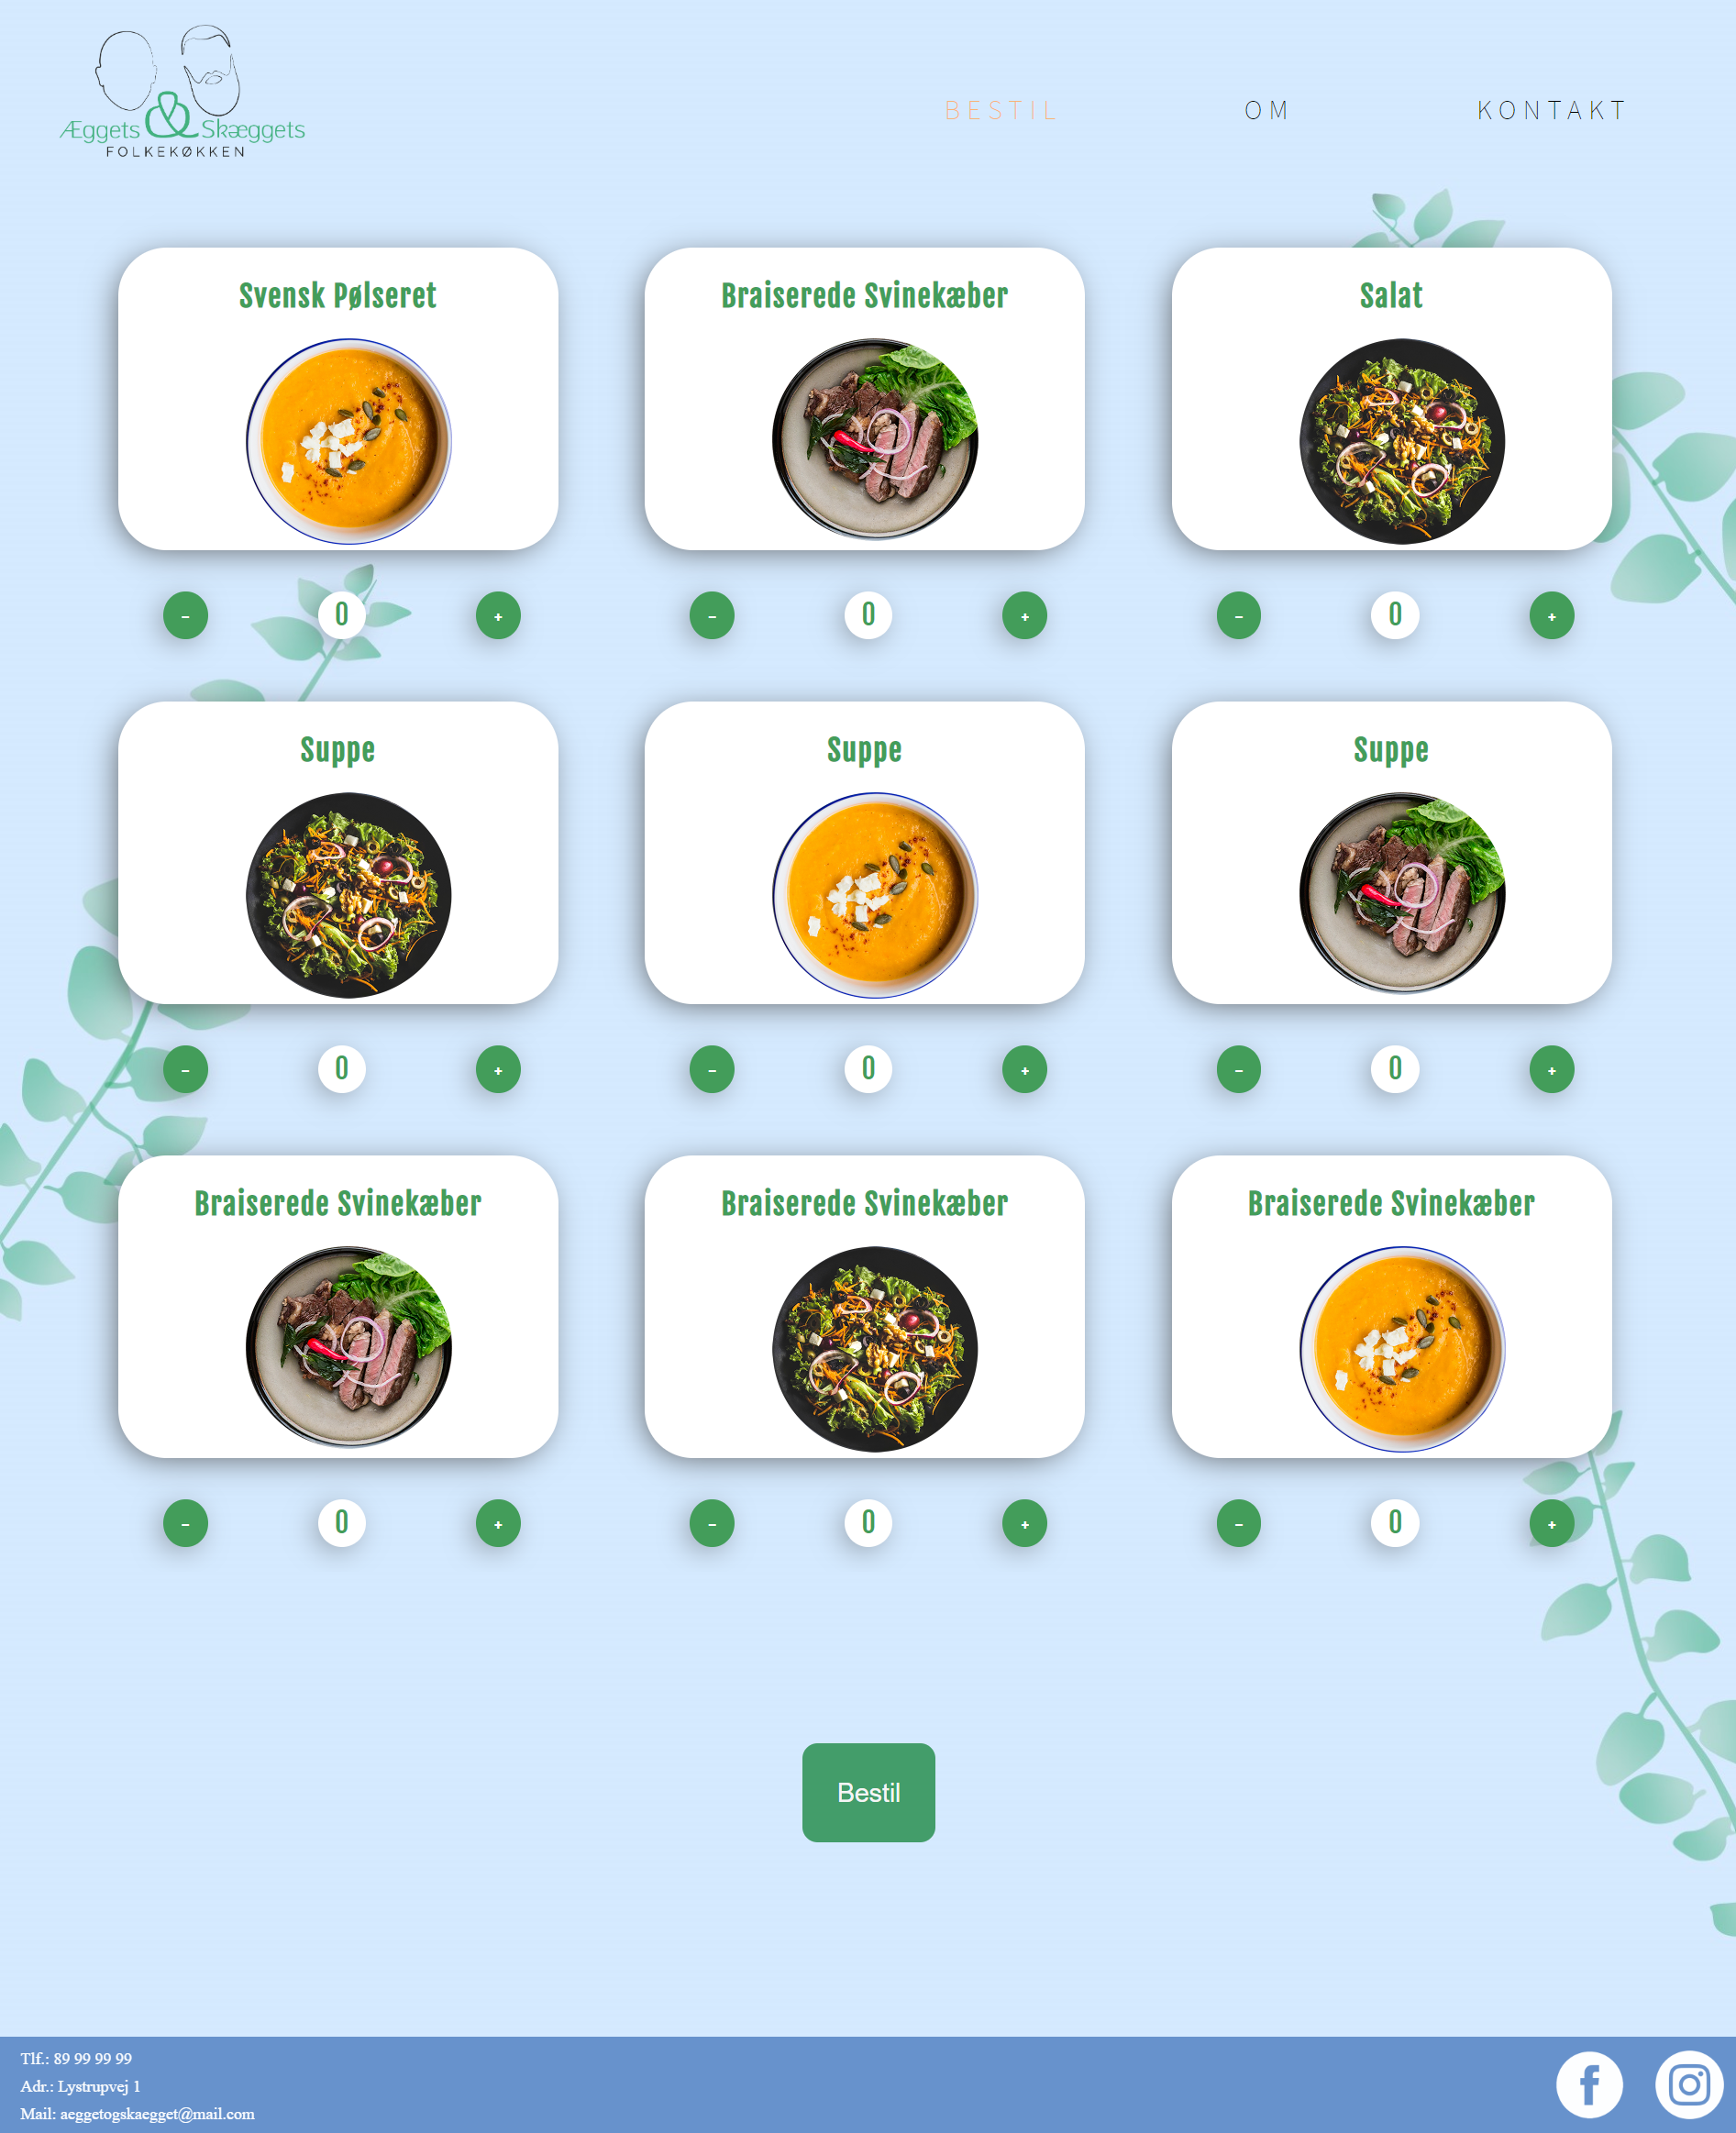 Æggets & Skæggets
FOLKEKØKKEN
BESTIL OM KONTAKT
Svensk Pølseret Braiserede Svinekæber Salat
- 0 + - 0 + - 0 +
Suppe Suppe Suppe
- 0 + - 0 + - 0 +
Braiserede Svinekæber Braiserede Svinekæber Braiserede Svinekæber
- 0 + - 0 + - 0 +
Bestil
Tlf.: 89 99 99 99
Adr.: Lystrupvej 1
Mail: aeggetogskaegget@mail.com